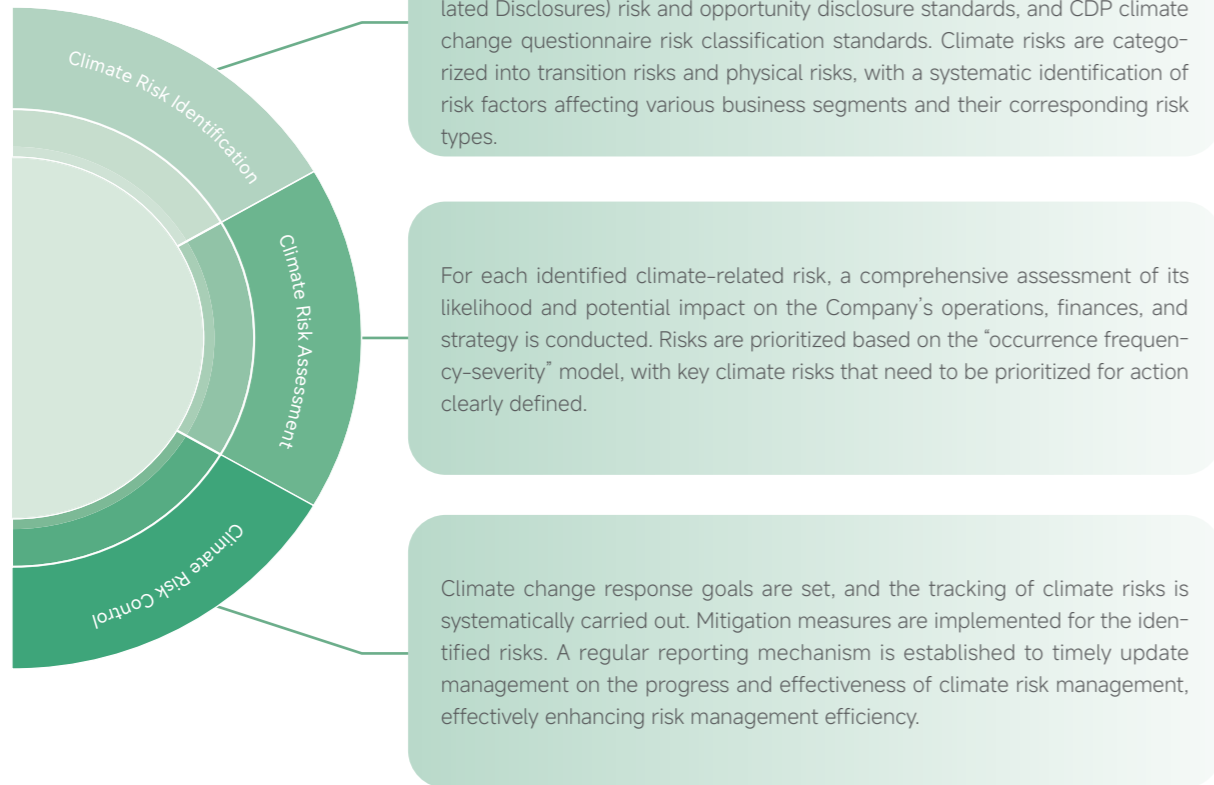 lated Disclosures) risk and opportunity disclosure standards, and CDP climate
change questionnaire risk classification standards. Climate risks are catego-
rized into transition risks and physical risks, with a systematic identification of
risk factors affecting various business segments and their corresponding risk
types.
Climate Risk Identification
For each identified climate-related risk, a comprehensive assessment of its
likelihood and potential impact on the Company's operations, finances, and
strategy is conducted. Risks are prioritized based on the "occurrence frequen-
cy-severity" model, with key climate risks that need to be prioritized for action
clearly defined.
Climate Risk Assessment
Climate change response goals are set, and the tracking of climate risks is
systematically carried out. Mitigation measures are implemented for the iden-
tified risks. A regular reporting mechanism is established to timely update
management on the progress and effectiveness of climate risk management,
effectively enhancing risk management efficiency.
Climate Risk Control